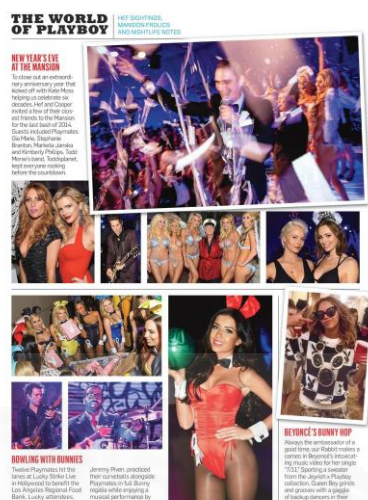 THE WORLD
OF PLAYBOY
HEF SIGHTINGS,
MANSION FROLICS
AND NIGHTLIFE NOTES
NEW YEAR'S EVE
AT THE MANSION
To close out an extraordi-
nary anniversary year that
kicked off with Kate Moss
helping us celebrate six
decades, Hef and Cooper
invited a few of their clos-
est friends to the Mansion
for the last bash of 2014.
Guests included Playmates
Gia Marie, Stephanie
Branton, Marketa Janska
and Kimberly Phillips. Todd
Morse's band, Toddsplanet,
kept everyone rocking
before the countdown.
BOWLING WITH BUNNIES
Twelve Playmates hit the
lanes at Lucky Strike Live
in Hollywood to benefit the
Los Angeles Regional Food
Bank. Lucky attendees,
Jeremy Piven, practiced
their curveballs alongside
Playmates in full Bunny
regalia while enjoying a
musical performance by
BEYONCÉ'S BUNNY HOP
Always the ambassador of a
good time, our Rabbit makes a
cameo in Beyoncé's intoxicat-
ing music video for her single
"7/11." Sporting a sweater
from the Joyrich x Playboy
collection, Queen Bey grinds
and grooves with a gaggle
of backup dancers in their